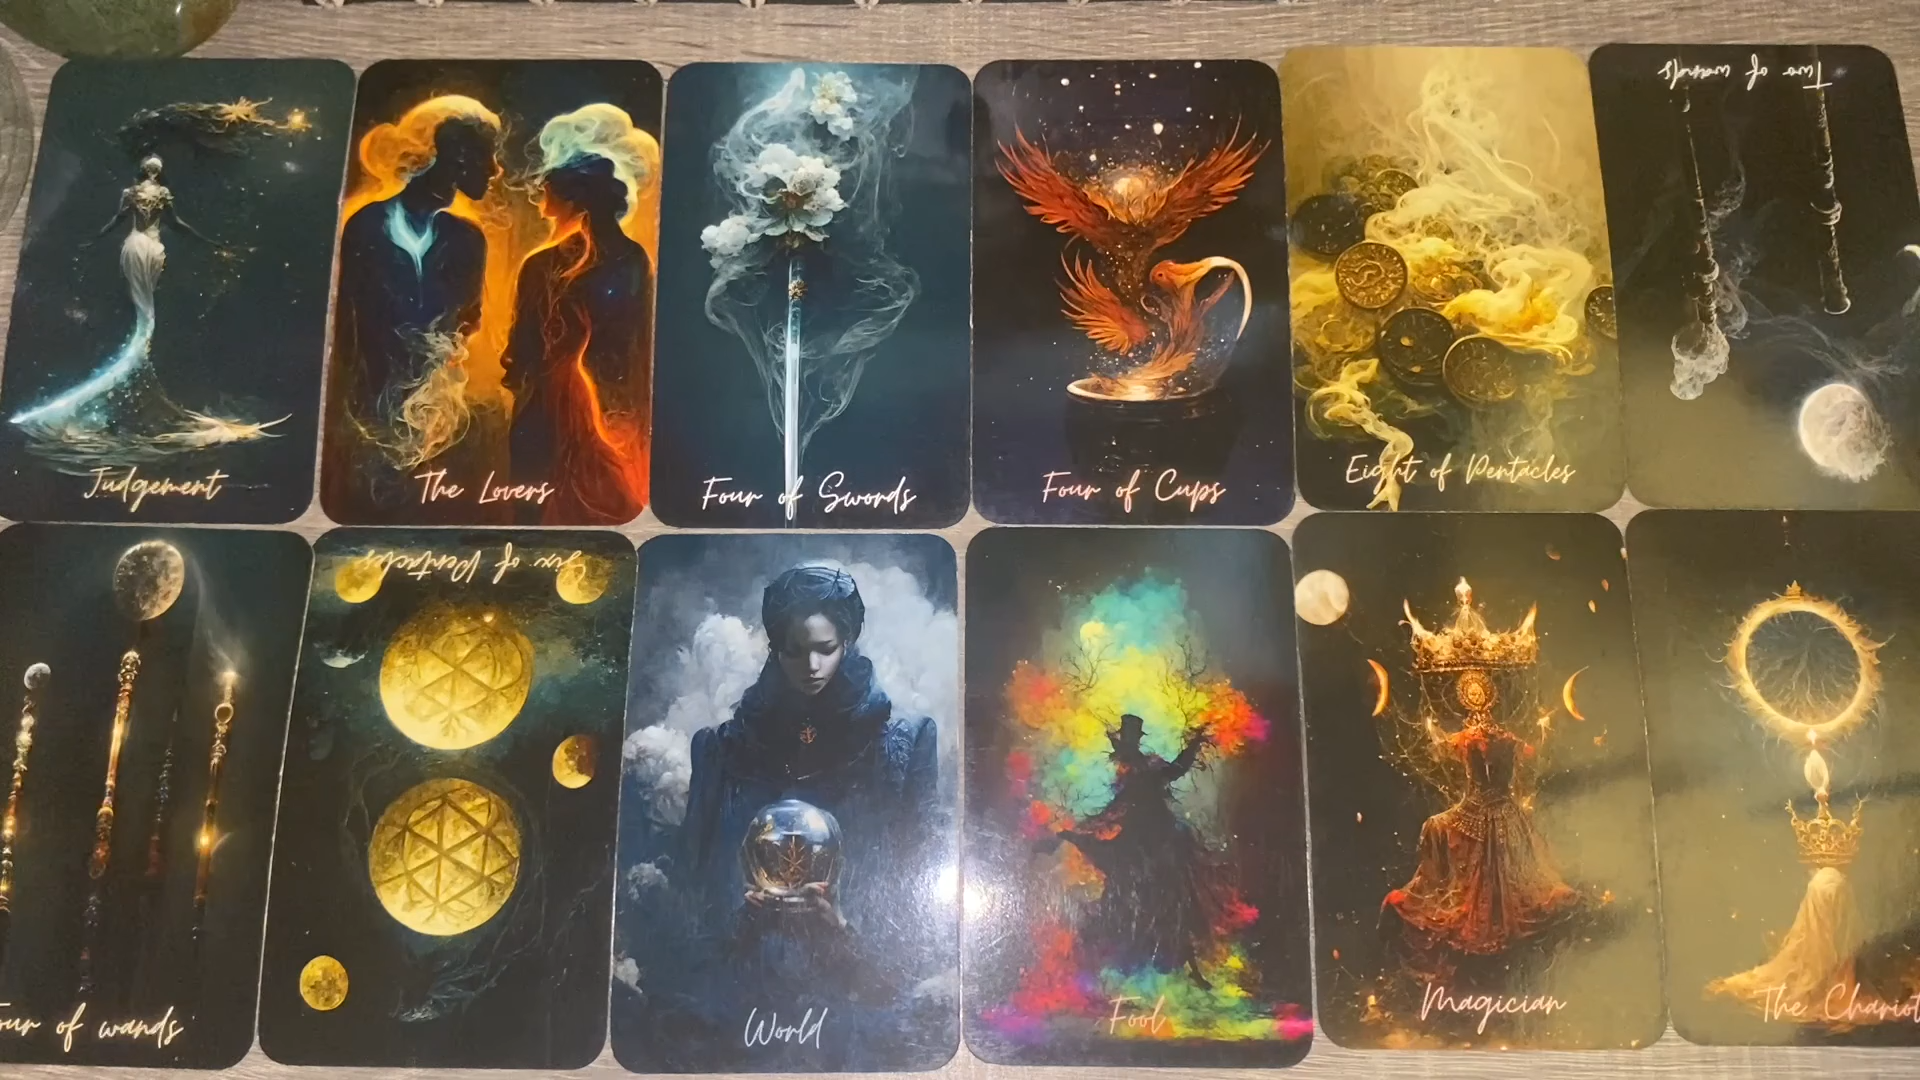 Judgement
The Lovers
Four of Swords
Four of Cups
Eight of Pentacles
Two of wands
our of wands
Six of Pentacles
World
Fool
Magician
The Chariot